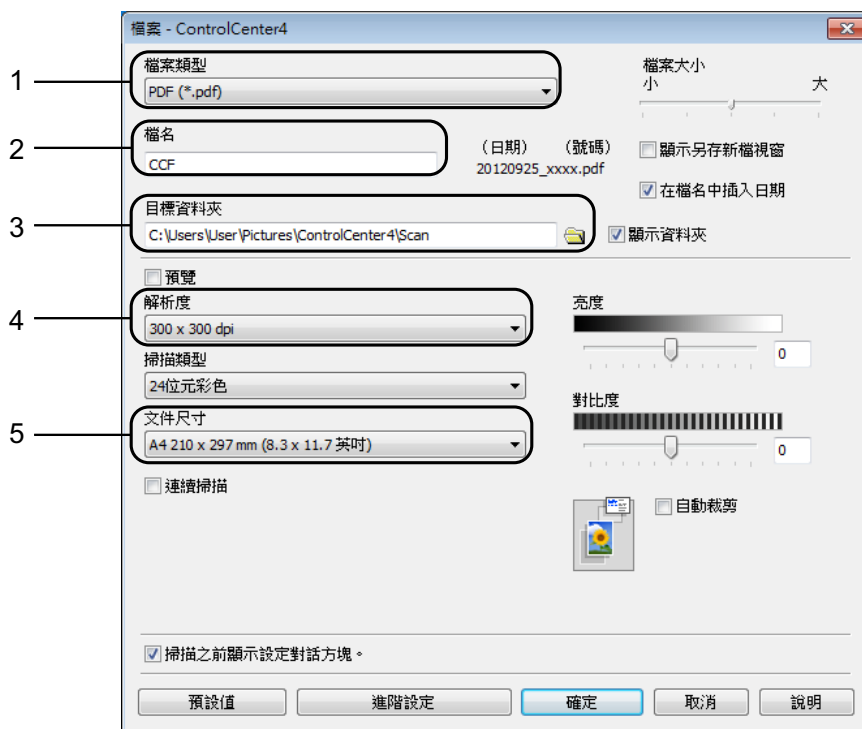 檔案 - ControlCenter4
1
檔案類型
PDF (*.pdf)
檔案大小
小 大
2
檔名
CCF
(日期) (號碼)
20120925_xxxx.pdf
顯示另存新檔視窗
在檔名中插入日期
3
目標資料夾
C:\Users\User\Pictures\ControlCenter4\Scan
顯示資料夾
預覽
4
解析度
300 x 300 dpi
亮度
0
掃描類型
24位元彩色
對比度
0
5
文件尺寸
A4 210 x 297 mm (8.3 x 11.7 英吋)
連續掃描
自動裁剪
掃描之前顯示設定對話方塊。
預設值 進階設定 確定 取消 說明